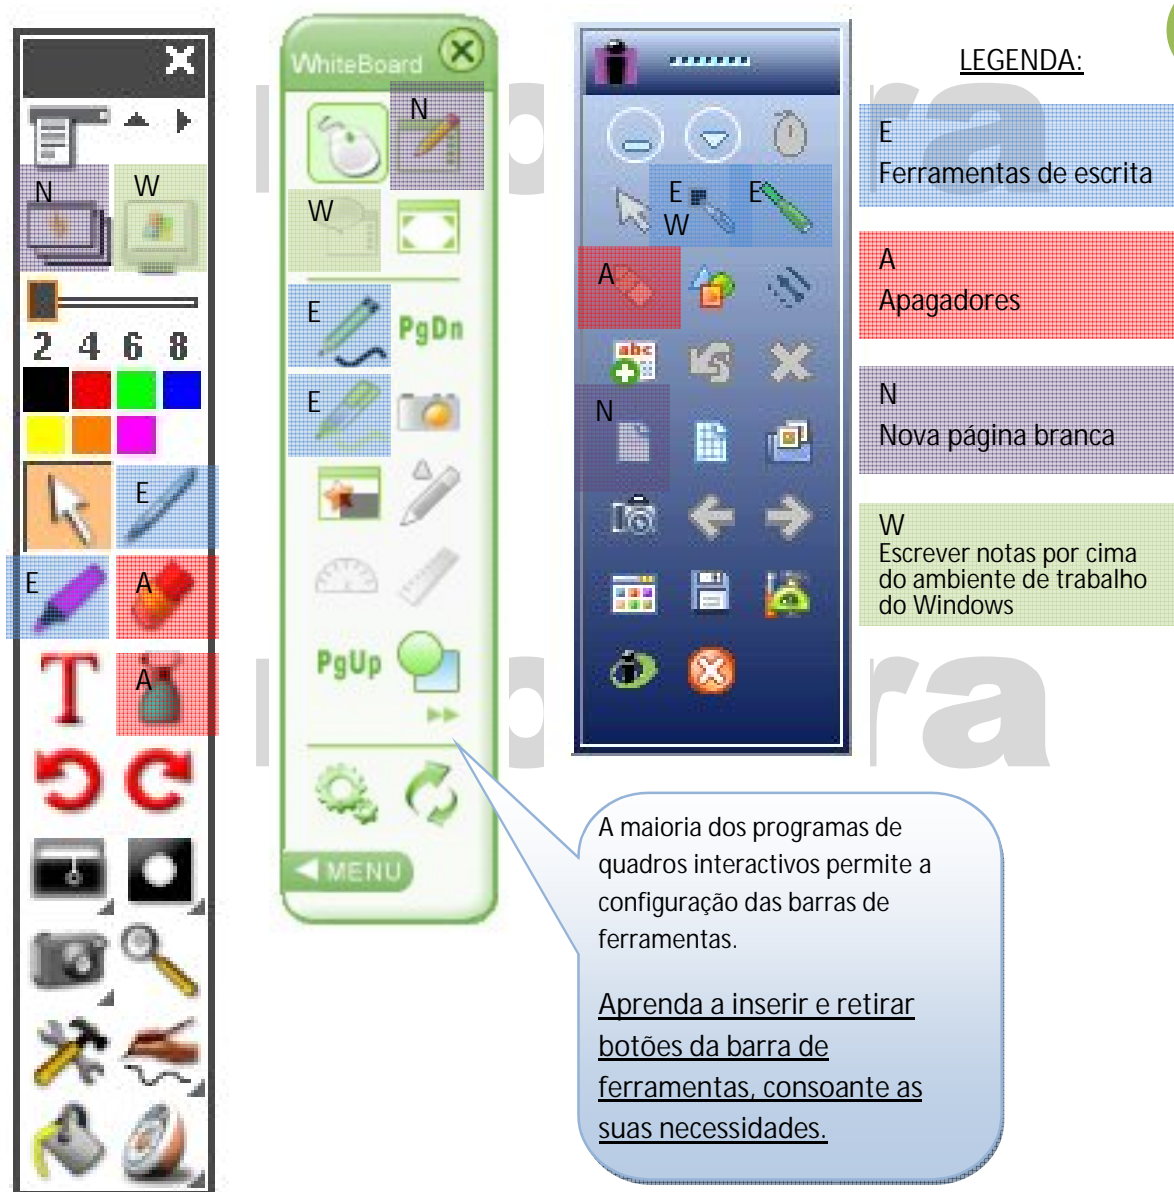 N
W
2 4 6 8
E
E
A
T
A
WhiteBoard
N
W
E
PgDn
E
PgUp
MENU
E
W
E
A
abc
N
LEGENDA:
E
Ferramentas de escrita
A
Apagadores
N
Nova página branca
W
Escrever notas por cima
do ambiente de trabalho
do Windows
A maioria dos programas de
quadros interactivos permite a
configuração das barras de
ferramentas.
Aprenda a inserir e retirar
botões da barra de
ferramentas, consoante as
suas necessidades.